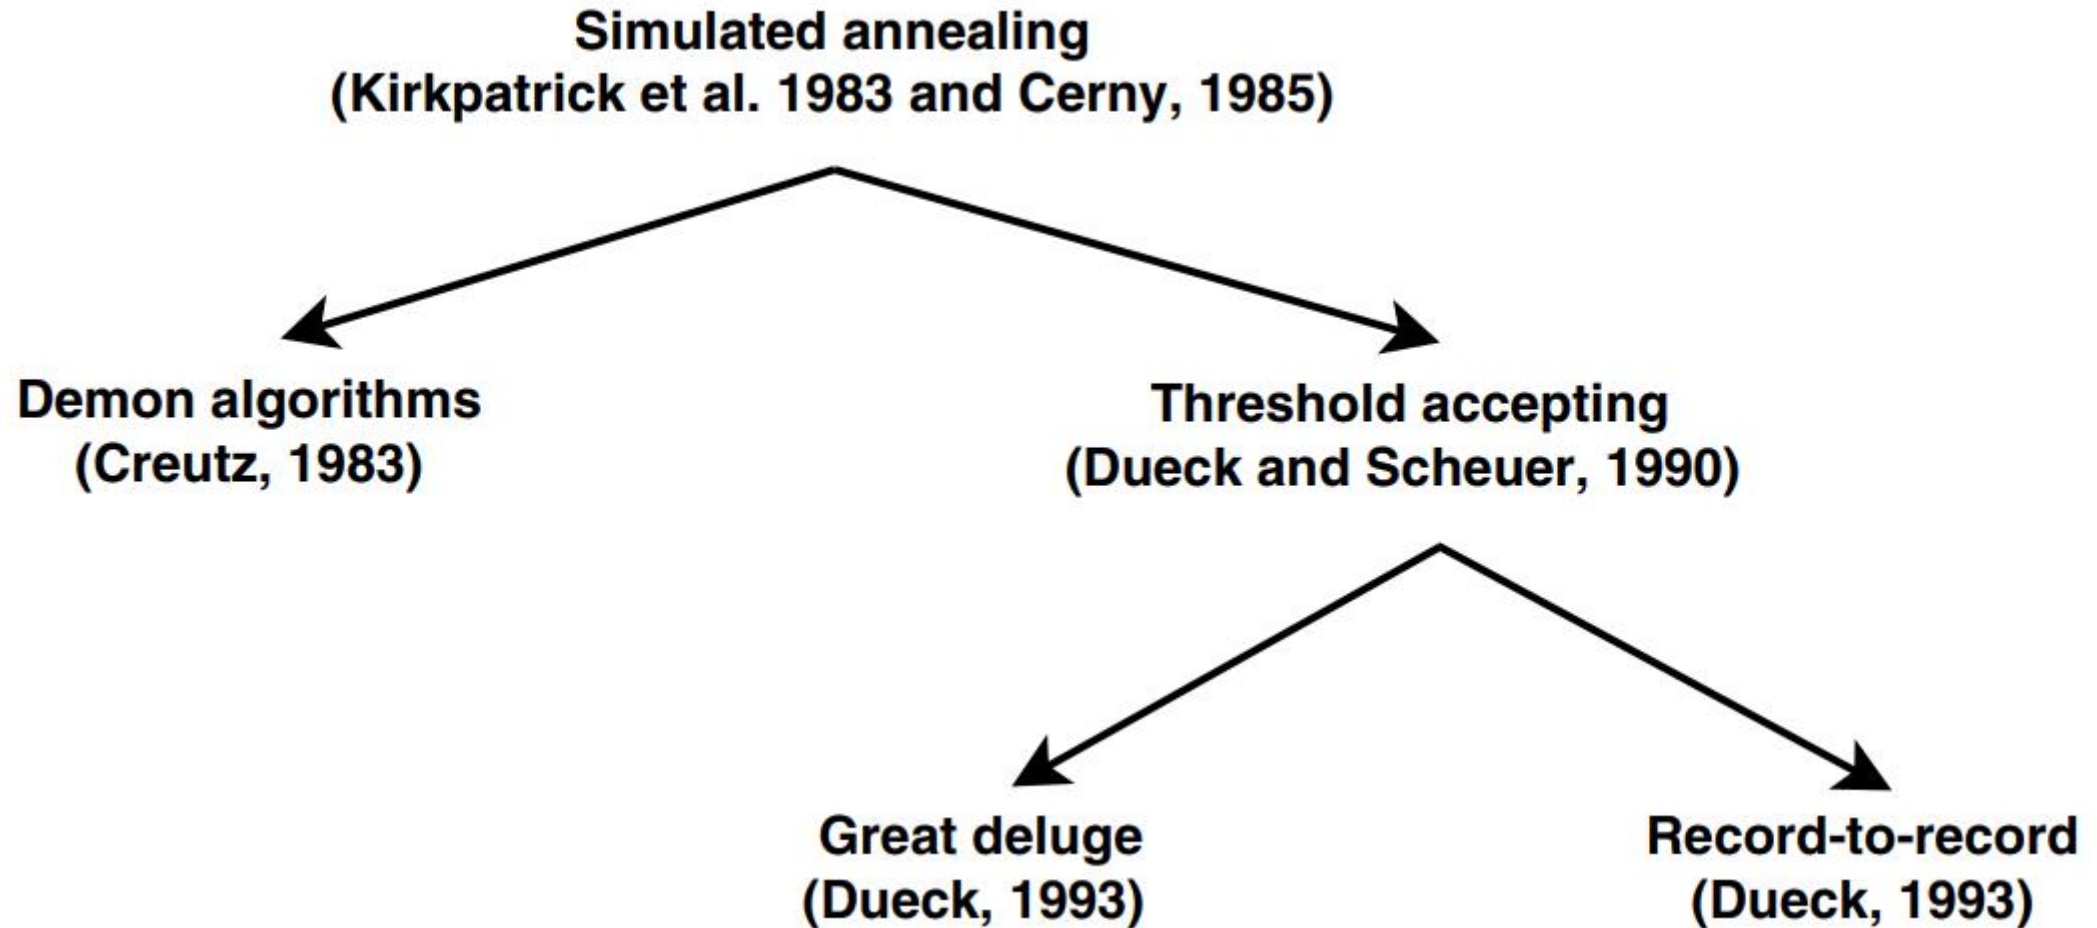 Simulated annealing
(Kirkpatrick et al. 1983 and Cerny, 1985)
Demon algorithms
(Creutz, 1983)
Threshold accepting
(Dueck and Scheuer, 1990)
Great deluge
(Dueck, 1993)
Record-to-record
(Dueck, 1993)